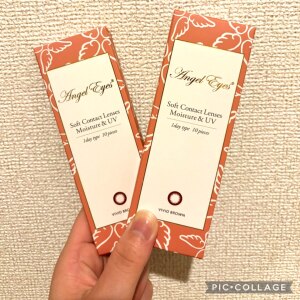 Angel Eyes®
Soft Contact Lenses
Moisture & UV
1day type 10 pieces
VIVID BROWN
Angel Eyes®
Soft Contact Lenses
Moisture & UV
1day type 10 pieces
VIVID BROWN
PIC•COLLAGE